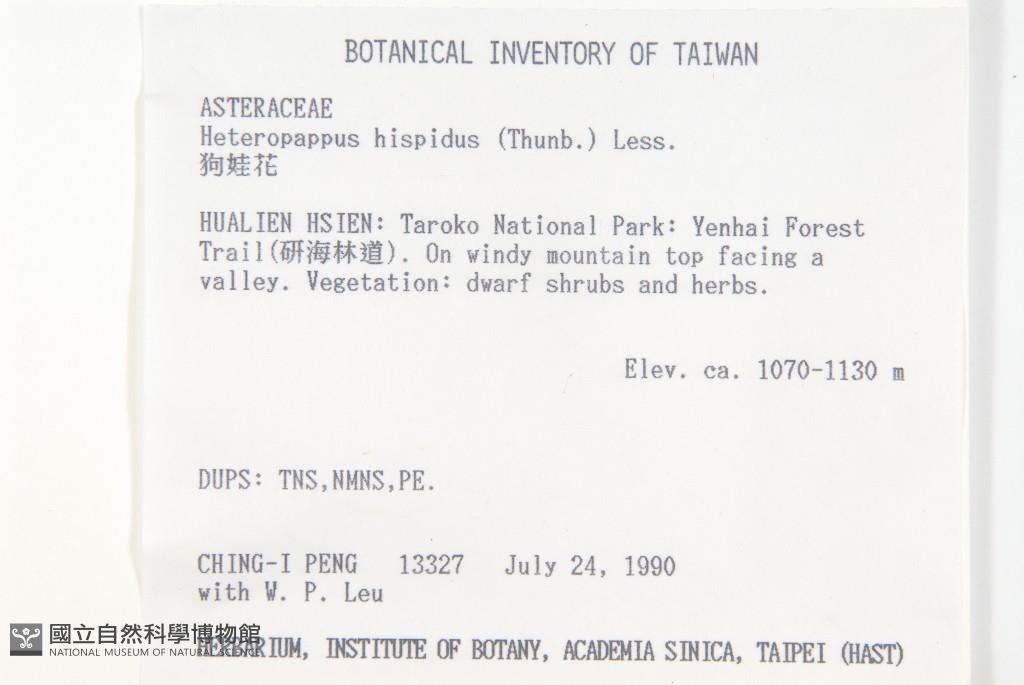 BOTANICAL INVENTORY OF TAIWAN
ASTERACEAE
Heteropappus hispidus (Thunb.) Less.
狗娃花
HUALIEN HSIEN: Taroko National Park: Yenhai Forest
Trail(研海林道). On windy mountain top facing a
valley. Vegetation: dwarf shrubs and herbs.
Elev. ca. 1070-1130 m
DUPS: TNS,NMNS,PE.
CHING-I PENG 13327 July 24, 1990
with W. P. Leu
HERBARIUM, INSTITUTE OF BOTANY, ACADEMIA SINICA, TAIPEI (HAST)
國立自然科學博物館
NATIONAL MUSEUM OF NATURAL SCIENCE